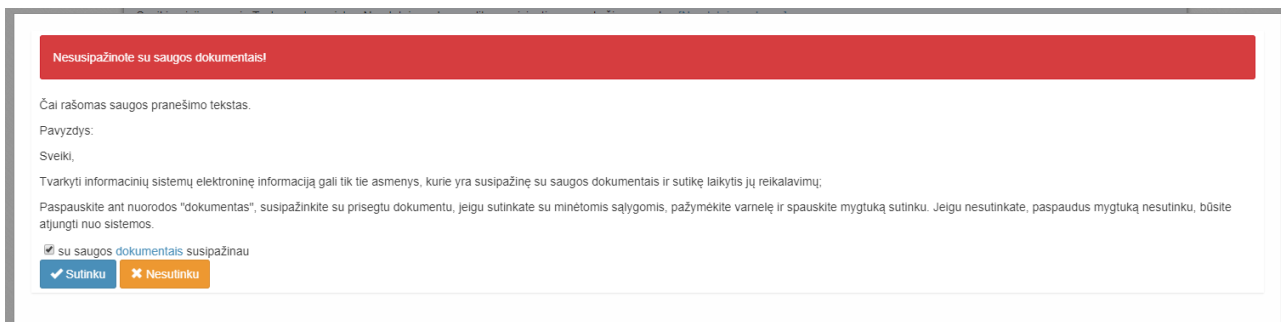 Nesusipažinote su saugos dokumentais!
Čai rašomas saugos pranešimo tekstas.
Pavyzdys:
Sveiki,
Tvarkyti informacinių sistemų elektroninę informaciją gali tik tie asmenys, kurie yra susipažinę su saugos dokumentais ir sutikę laikytis jų reikalavimų;
Paspauskite ant nuorodos "dokumentas", susipažinkite su prisegtu dokumentu, jeigu sutinkate su minėtomis sąlygomis, pažymėkite varnelę ir spauskite mygtuką sutinku. Jeigu nesutinkate, paspaudus mygtuką nesutinku, būsite
atjungti nuo sistemos.
su saugos dokumentais susipažinau
Sutinku Nesutinku